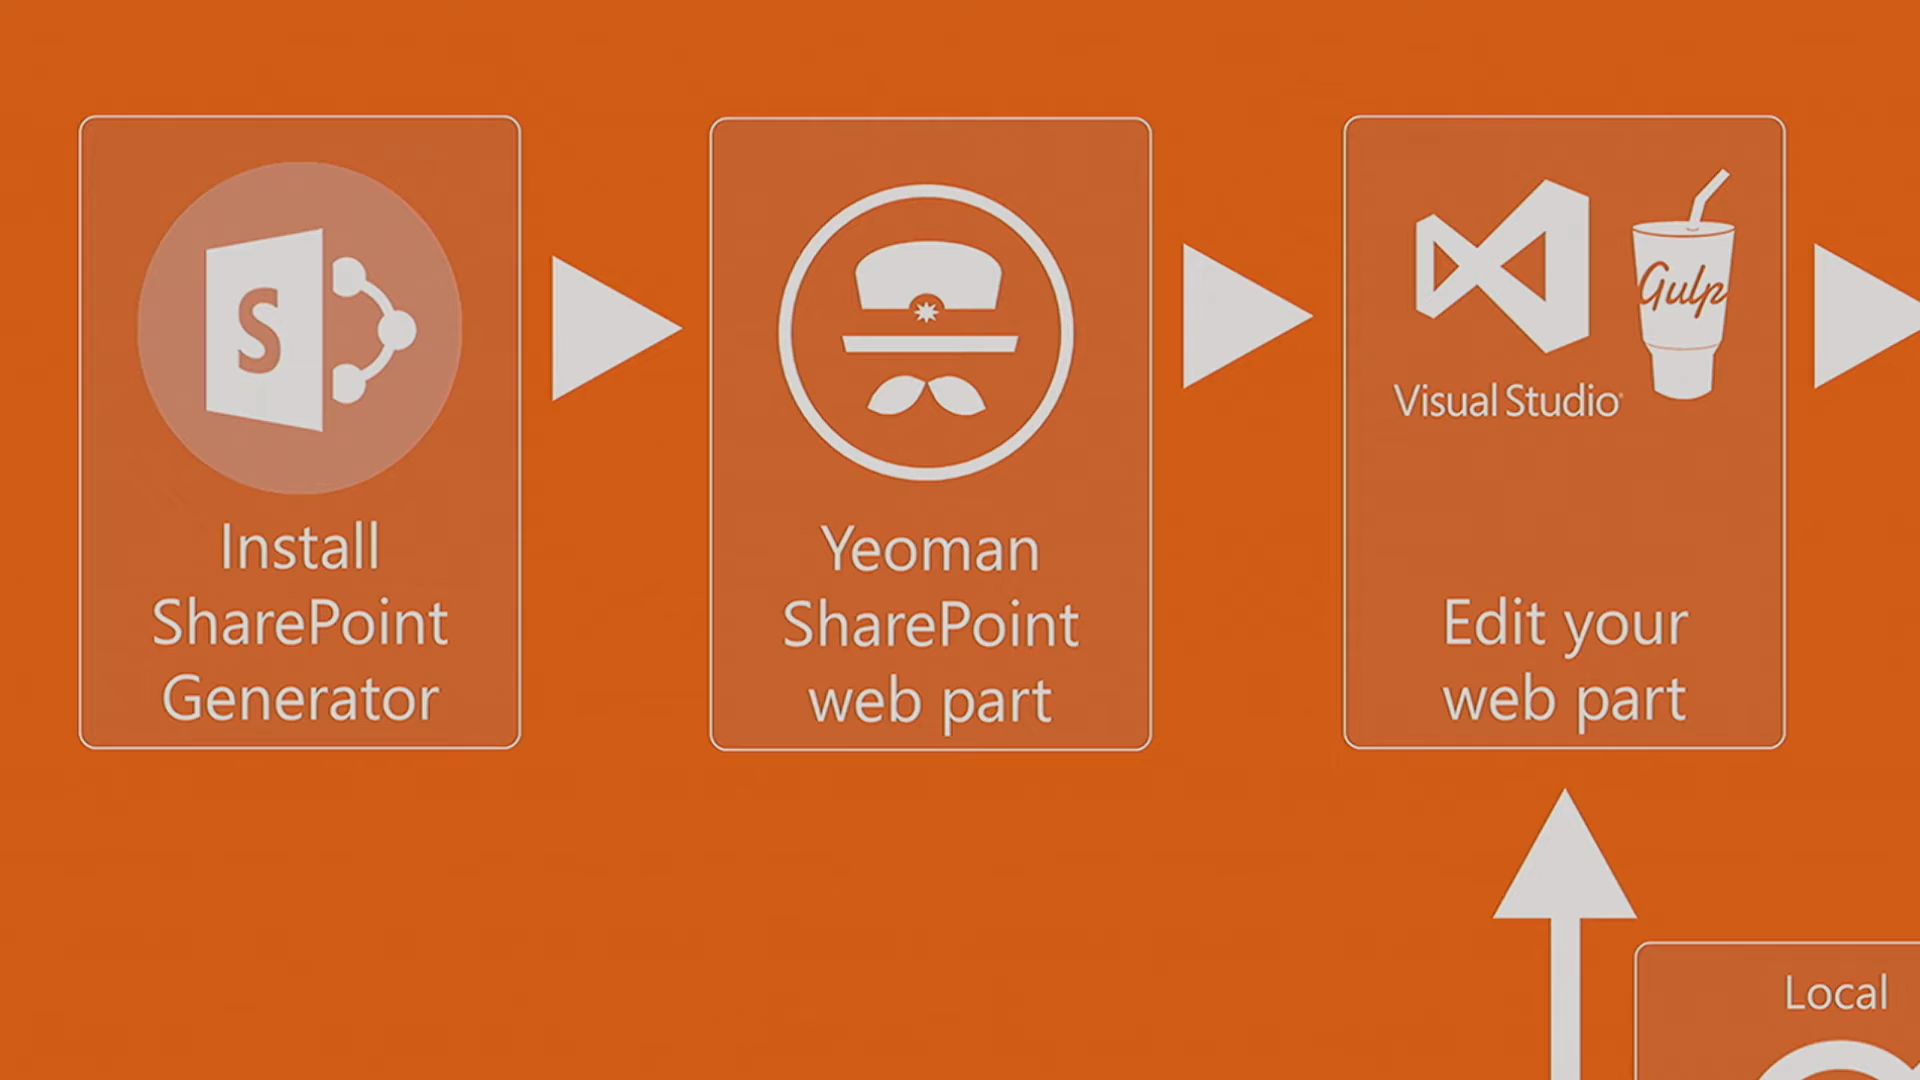 S
Install
SharePoint
Generator
Yeoman
SharePoint
web part
Visual Studio
Gulp
Edit your
web part
Local